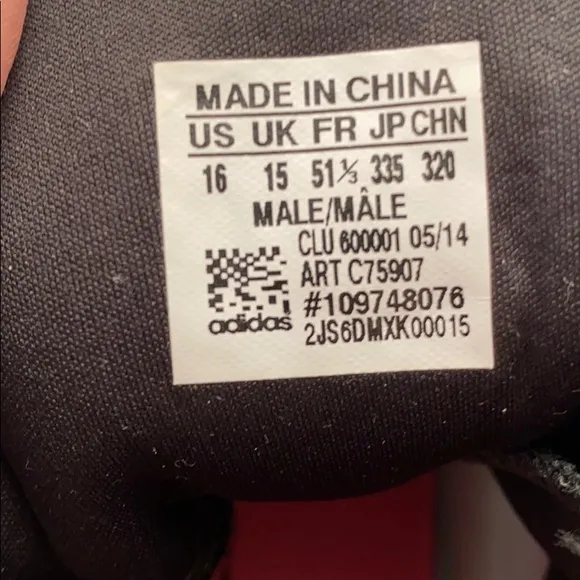 MADE IN CHINA
US UK FR JP CHN
16 15 51⅓ 335 320
MALE/MÂLE
CLU 600001 05/14
ART C75907
#109748076
adidas 2JS6DMXK00015